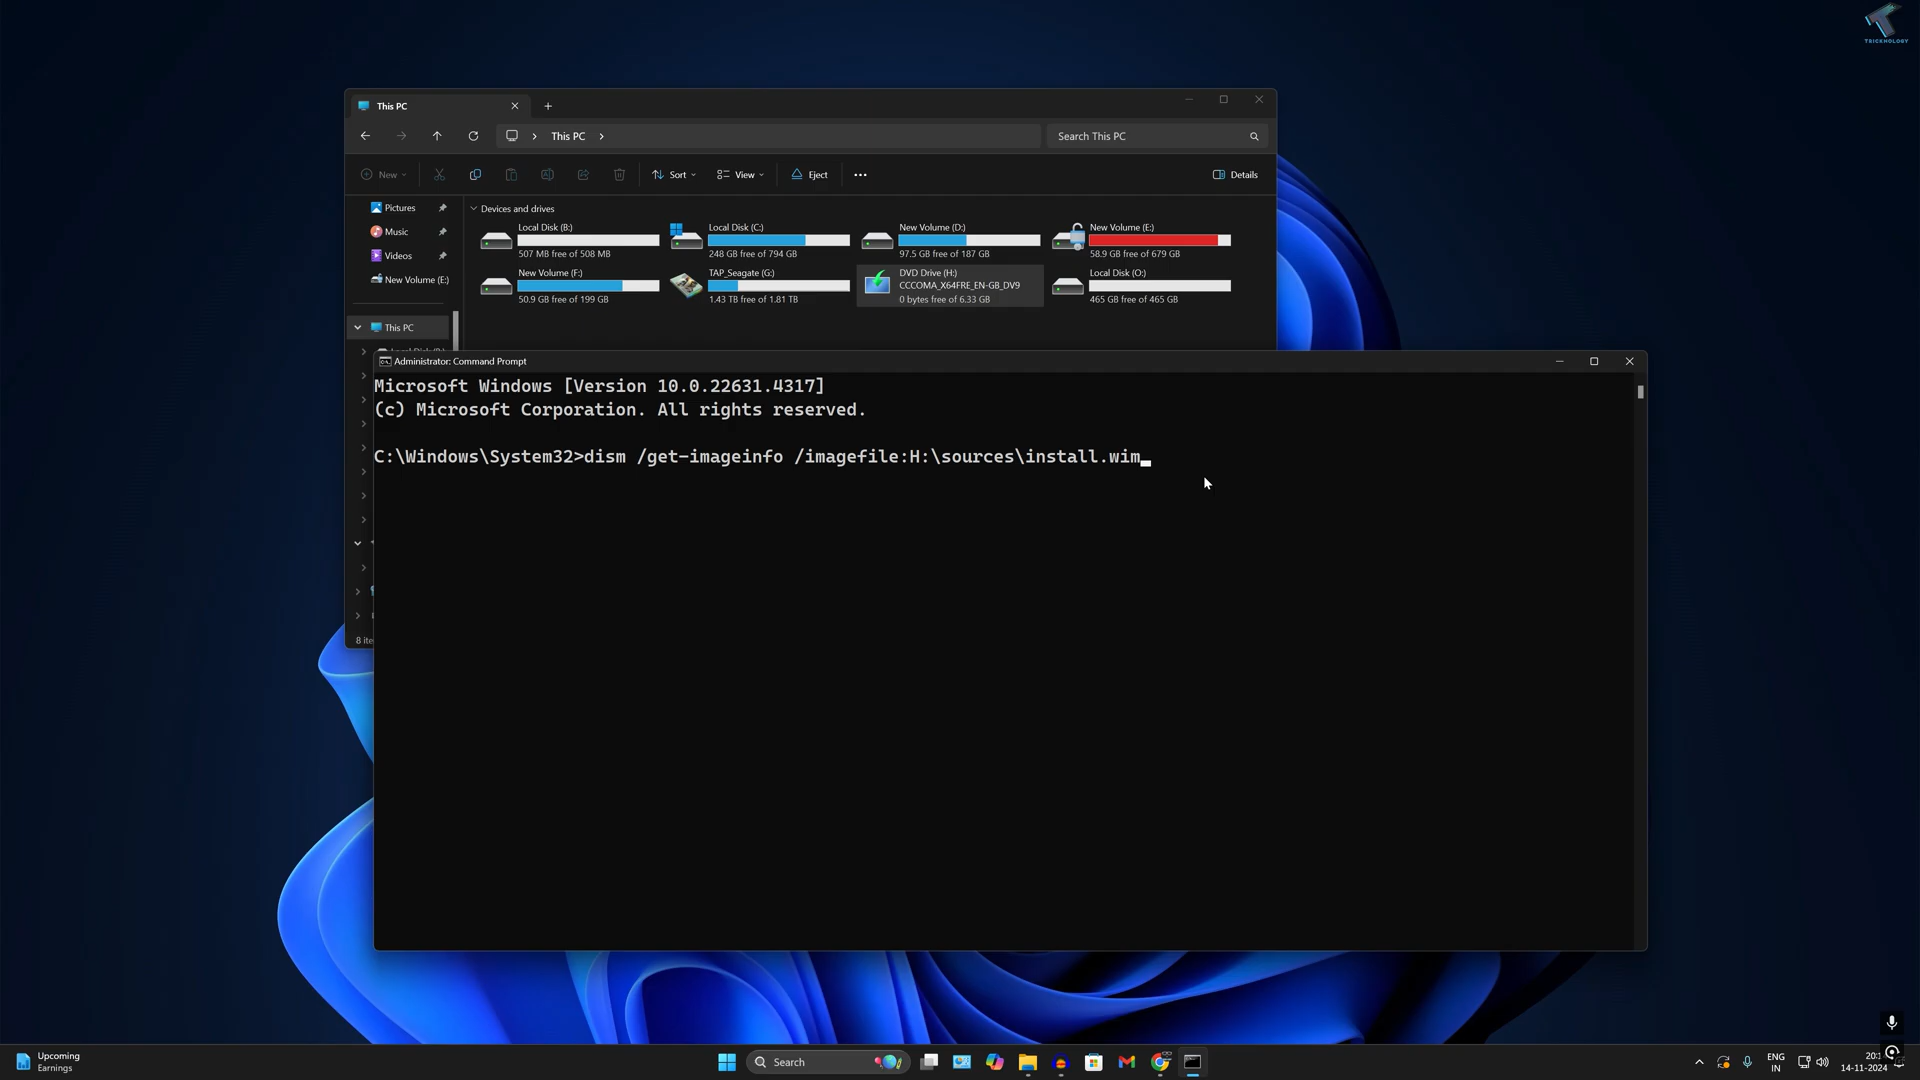 TRICKNOLOGY
This PC
This PC
Search This PC
New
Sort
View
Eject
Details
Pictures
Music
Videos
New Volume (E:)
This PC
8 ite
Devices and drives
Local Disk (B:)
507 MB free of 508 MB
Local Disk (C:)
248 GB free of 794 GB
New Volume (D:)
97.5 GB free of 187 GB
New Volume (E:)
58.9 GB free of 679 GB
New Volume (F:)
50.9 GB free of 199 GB
TAP_Seagate (G:)
1.43 TB free of 1.81 TB
DVD Drive (H:)
CCCOMA_X64FRE_EN-GB_DV9
0 bytes free of 6.33 GB
Local Disk (O:)
465 GB free of 465 GB
Administrator: Command Prompt
Microsoft Windows [Version 10.0.22631.4317]
(c) Microsoft Corporation. All rights reserved.
C:\Windows\System32>dism /get-imageinfo /imagefile:H:\sources\install.wim
Upcoming
Earnings
Search
ENG
IN
14-11-2024